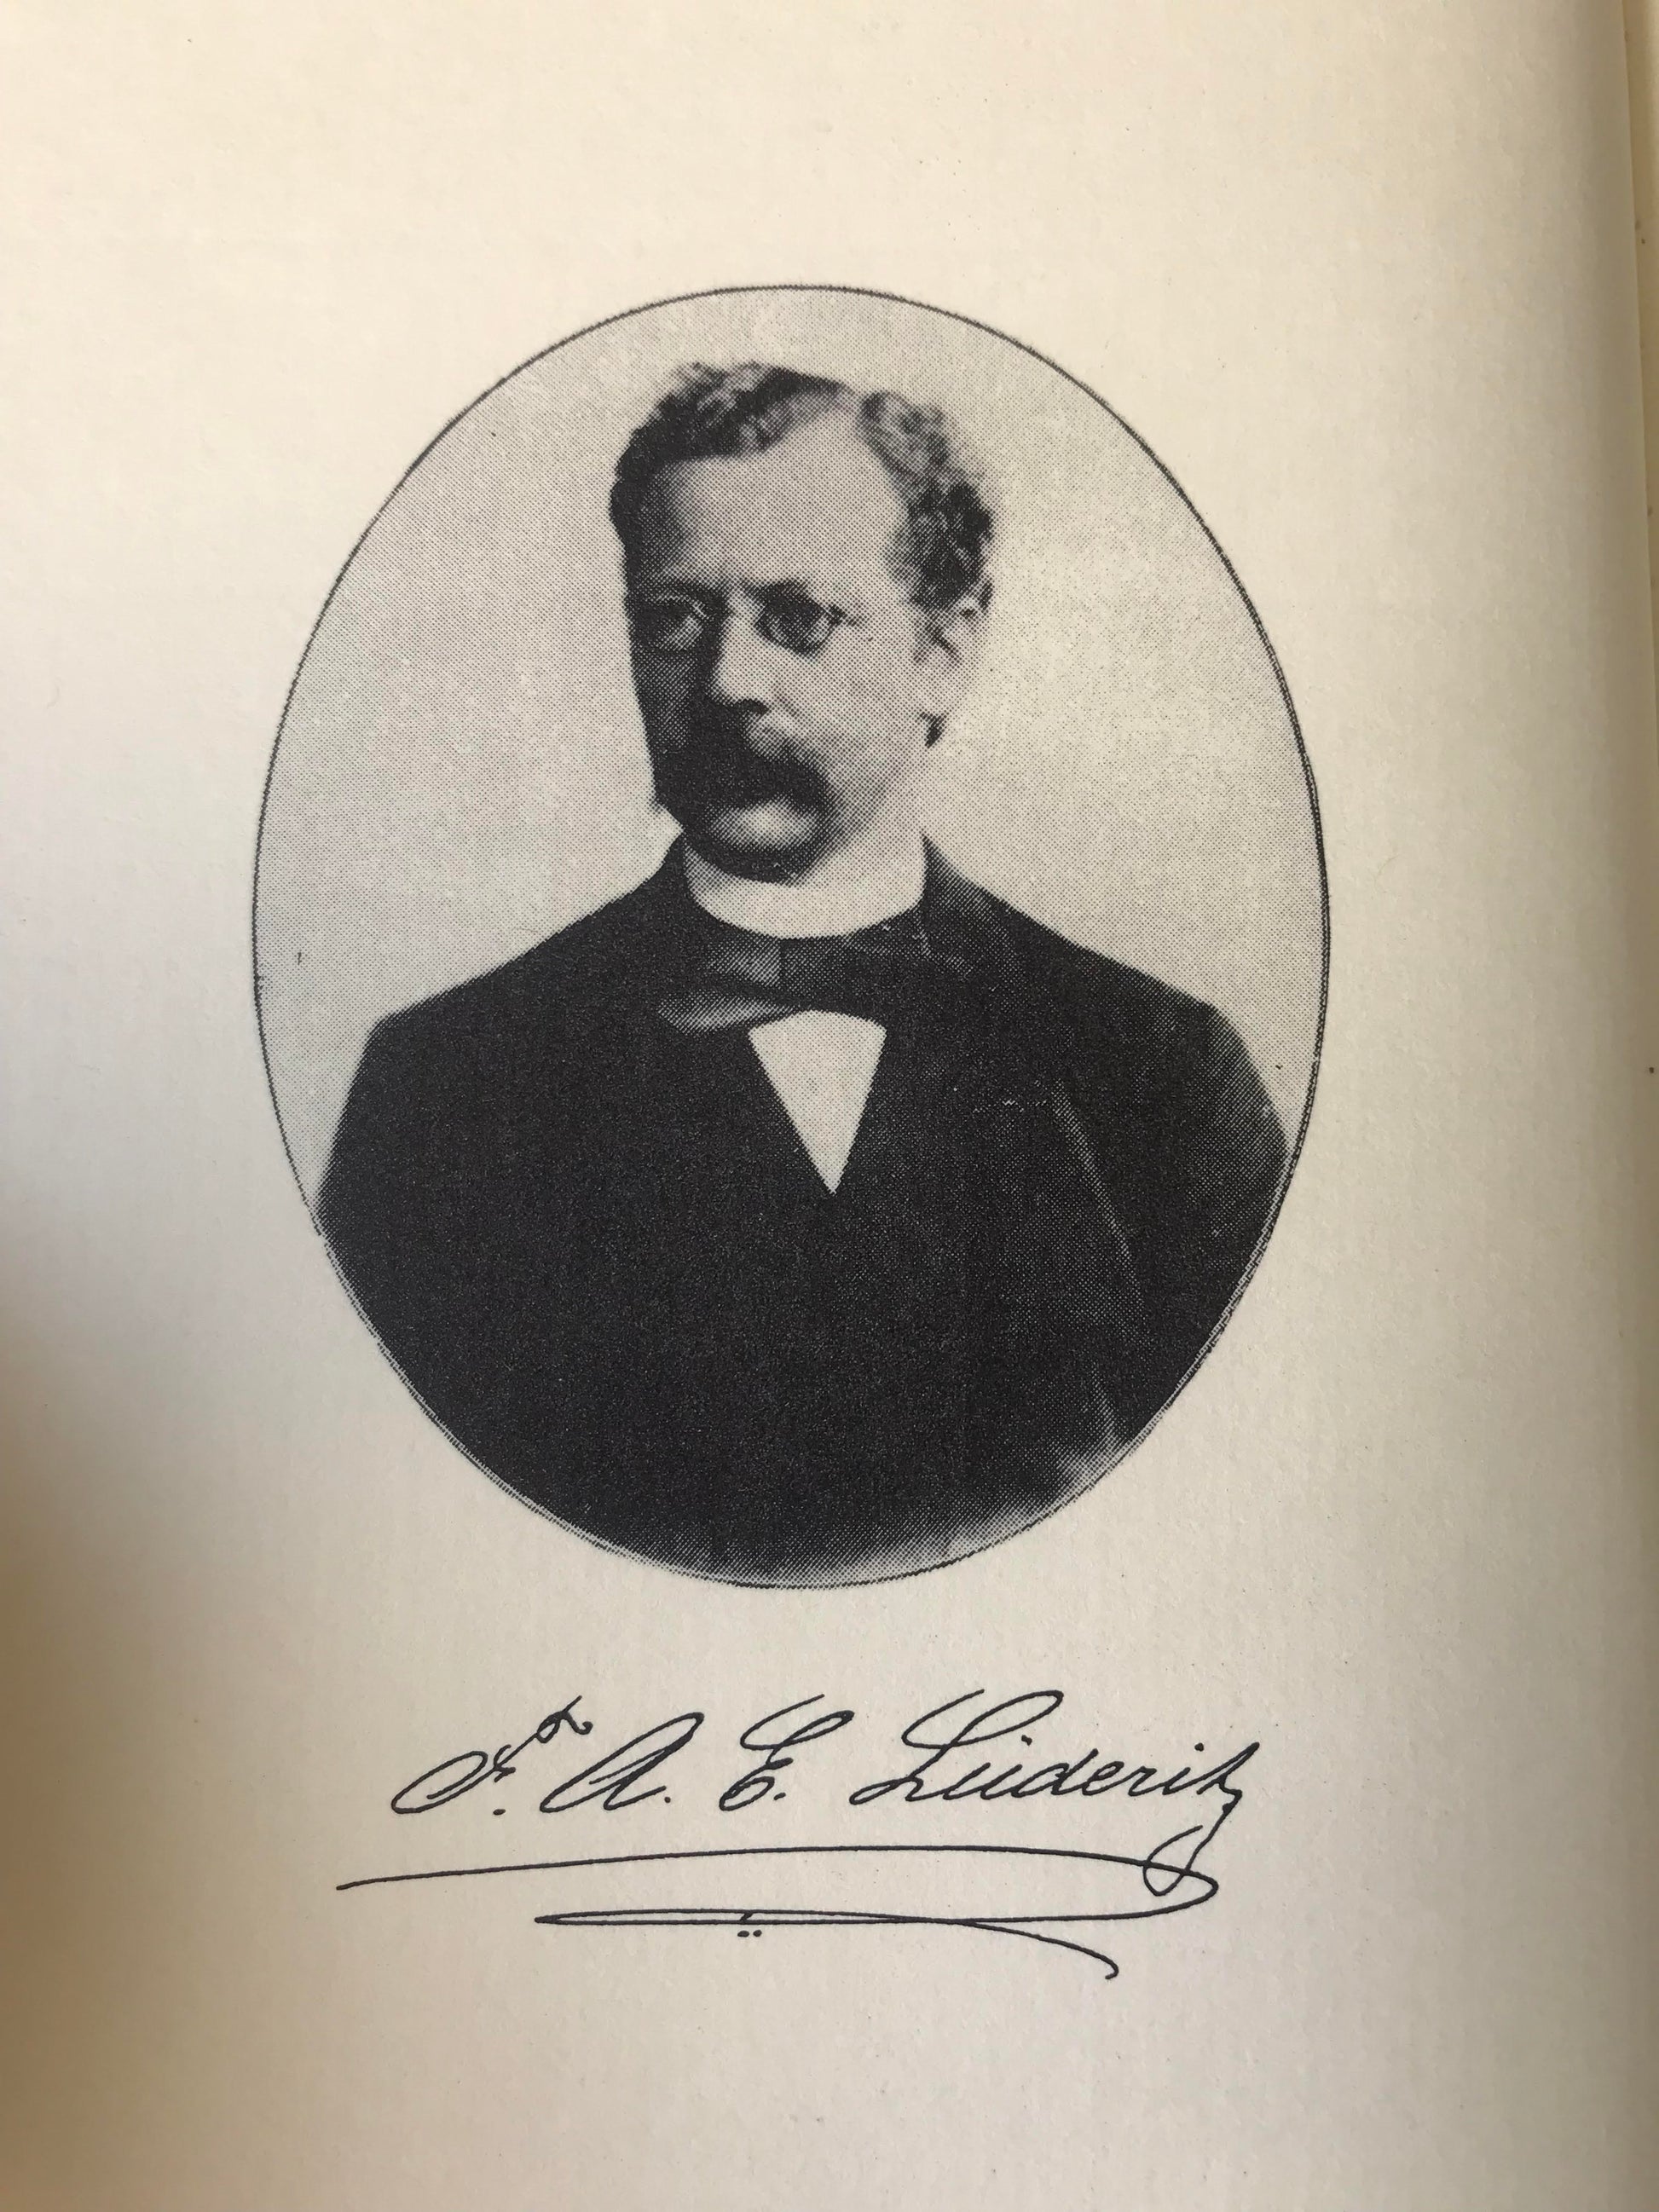 F. A. E. Lüderitz